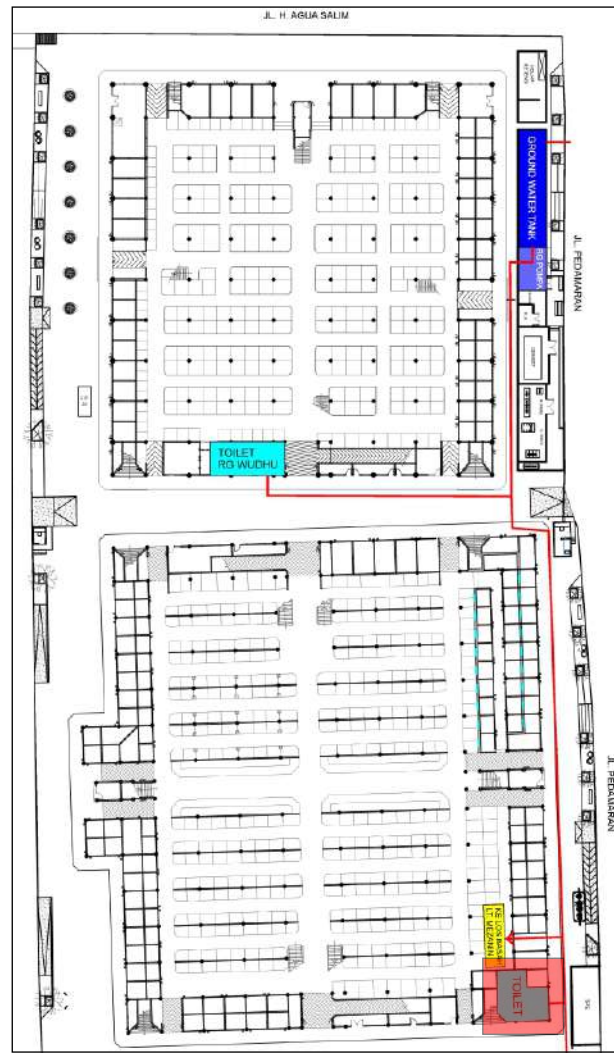 JL. H. AGUA SALIM
GROUND WATER TANK
RG POMPA
JL. PEDAMARAN
TOILET
RG WUDHU
JL. PEDAMARAN
KE LOS BASAH
LT. MEZANIN
TOILET